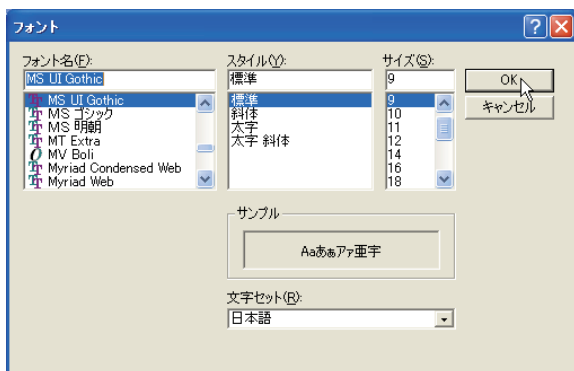 フォント
フォント名(F):
MS UI Gothic
MS UI Gothic
MS ゴシック
MS 明朝
MT Extra
MV Boli
Myriad Condensed Web
Myriad Web
スタイル(Y):
標準
標準
斜体
太字
太字 斜体
サイズ(S):
9
9
10
11
12
14
16
18
OK
キャンセル
サンプル
Aaあぁアァ亜宇
文字セット(R):
日本語